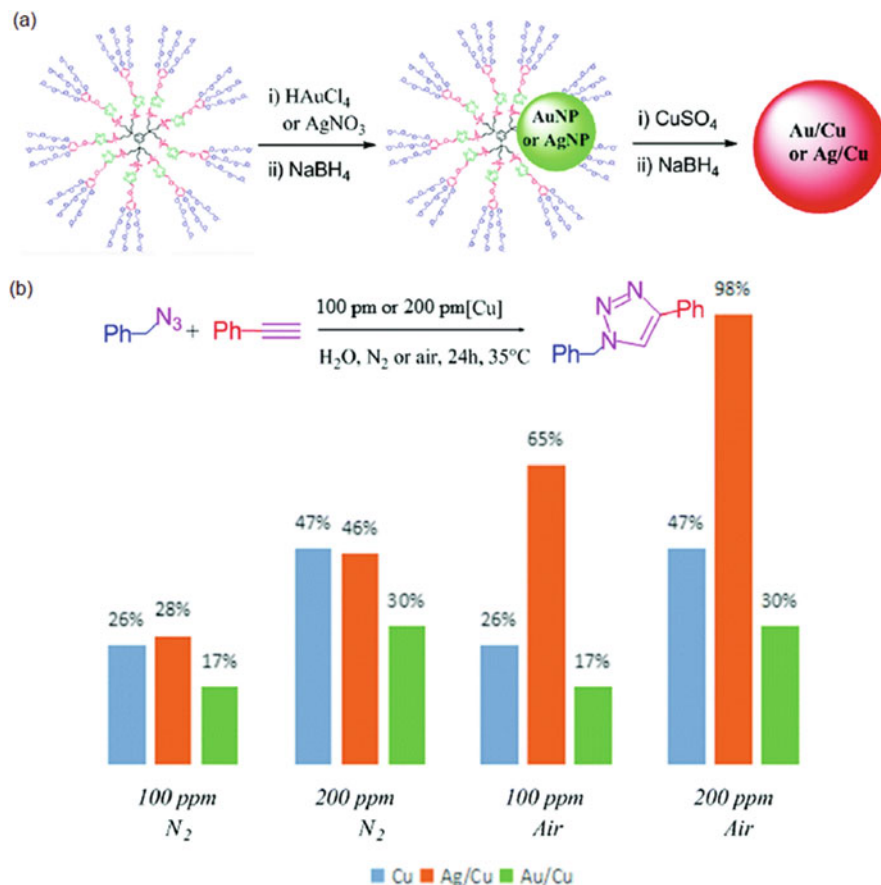 (a)
i) HAuCl₄
or AgNO₃
ii) NaBH₄
AuNP
or AgNP
i) CuSO₄
ii) NaBH₄
Au/Cu
or Ag/Cu
(b)
Ph N₃ + Ph
100 pm or 200 pm[Cu]
H₂O, N₂ or air, 24h, 35°C
N N N Ph Ph
26%
28%
17%
47%
46%
30%
26%
65%
17%
47%
98%
30%
100 ppm
N₂
200 ppm
N₂
100 ppm
Air
200 ppm
Air
Cu Ag/Cu Au/Cu